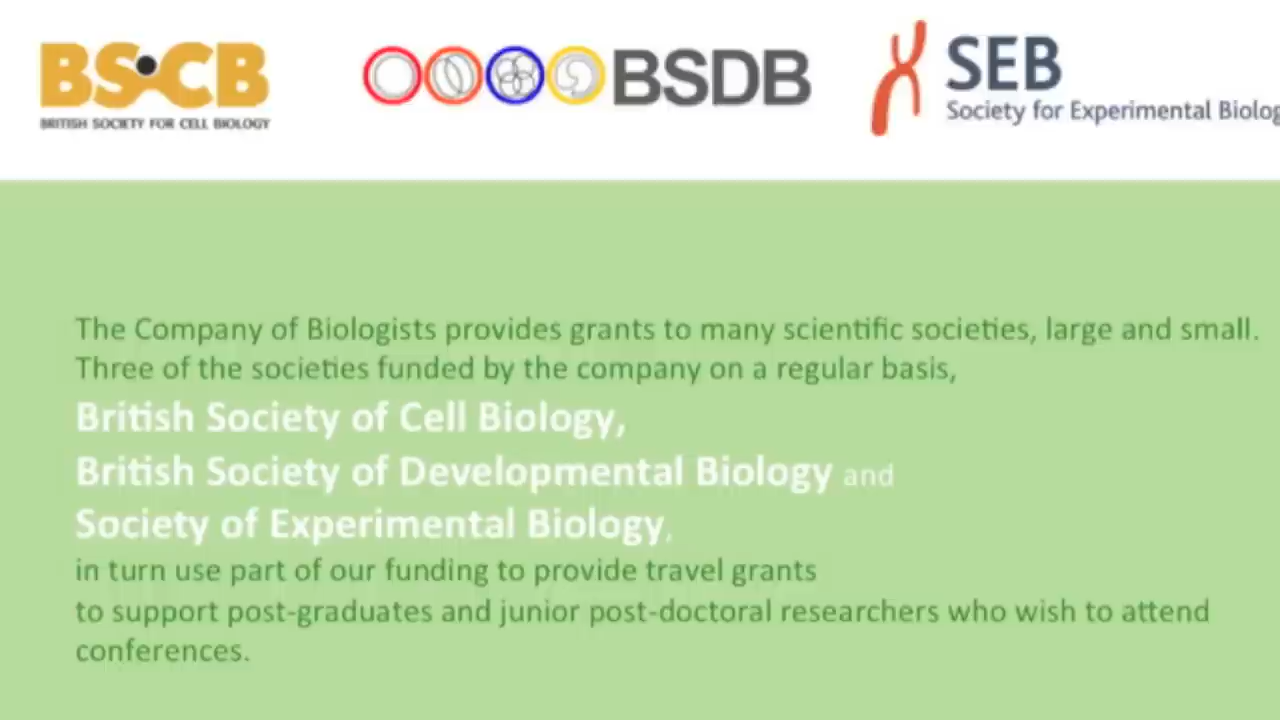 BSCB
BRITISH SOCIETY FOR CELL BIOLOGY
BSDB
SEB
Society for Experimental Biolog
The Company of Biologists provides grants to many scientific societies, large and small.
Three of the societies funded by the company on a regular basis,
British Society of Cell Biology,
British Society of Developmental Biology and
Society of Experimental Biology,
in turn use part of our funding to provide travel grants
to support post-graduates and junior post-doctoral researchers who wish to attend
conferences.